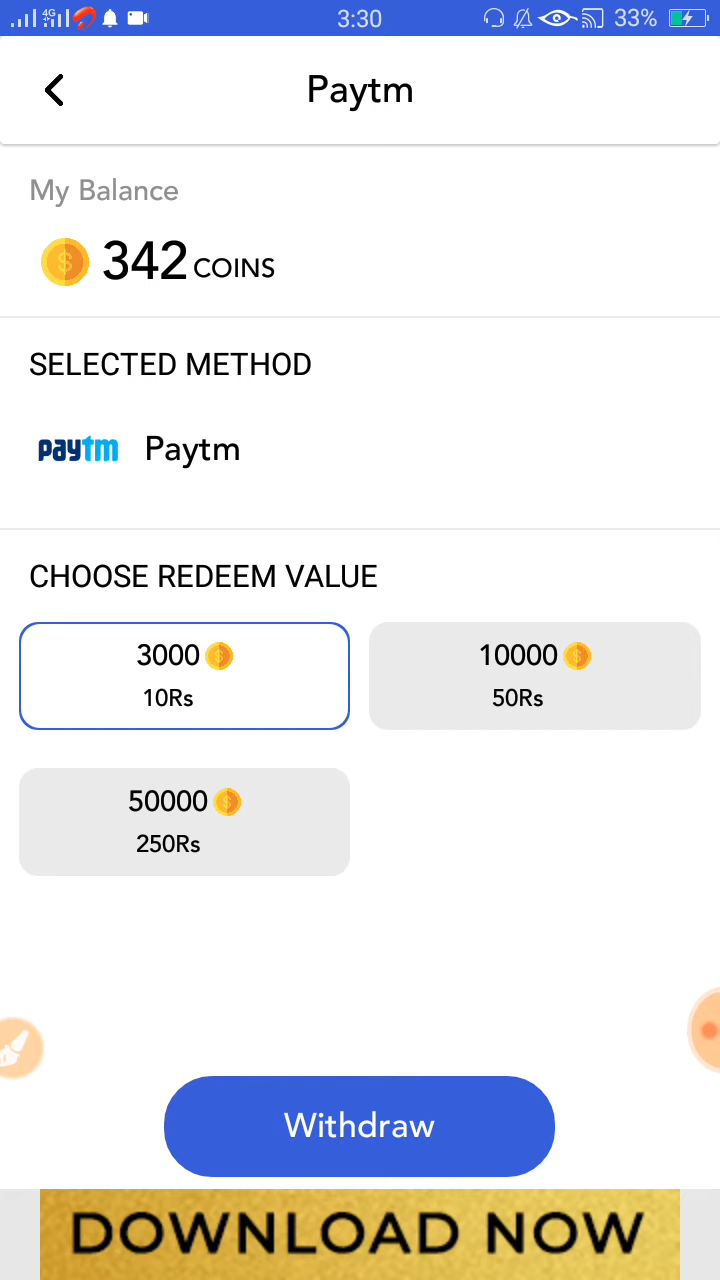 4G 3:30 33%
Paytm
My Balance
342 COINS
SELECTED METHOD
paytm Paytm
CHOOSE REDEEM VALUE
3000 10000
10Rs 50Rs
50000
250Rs
Withdraw
DOWNLOAD NOW